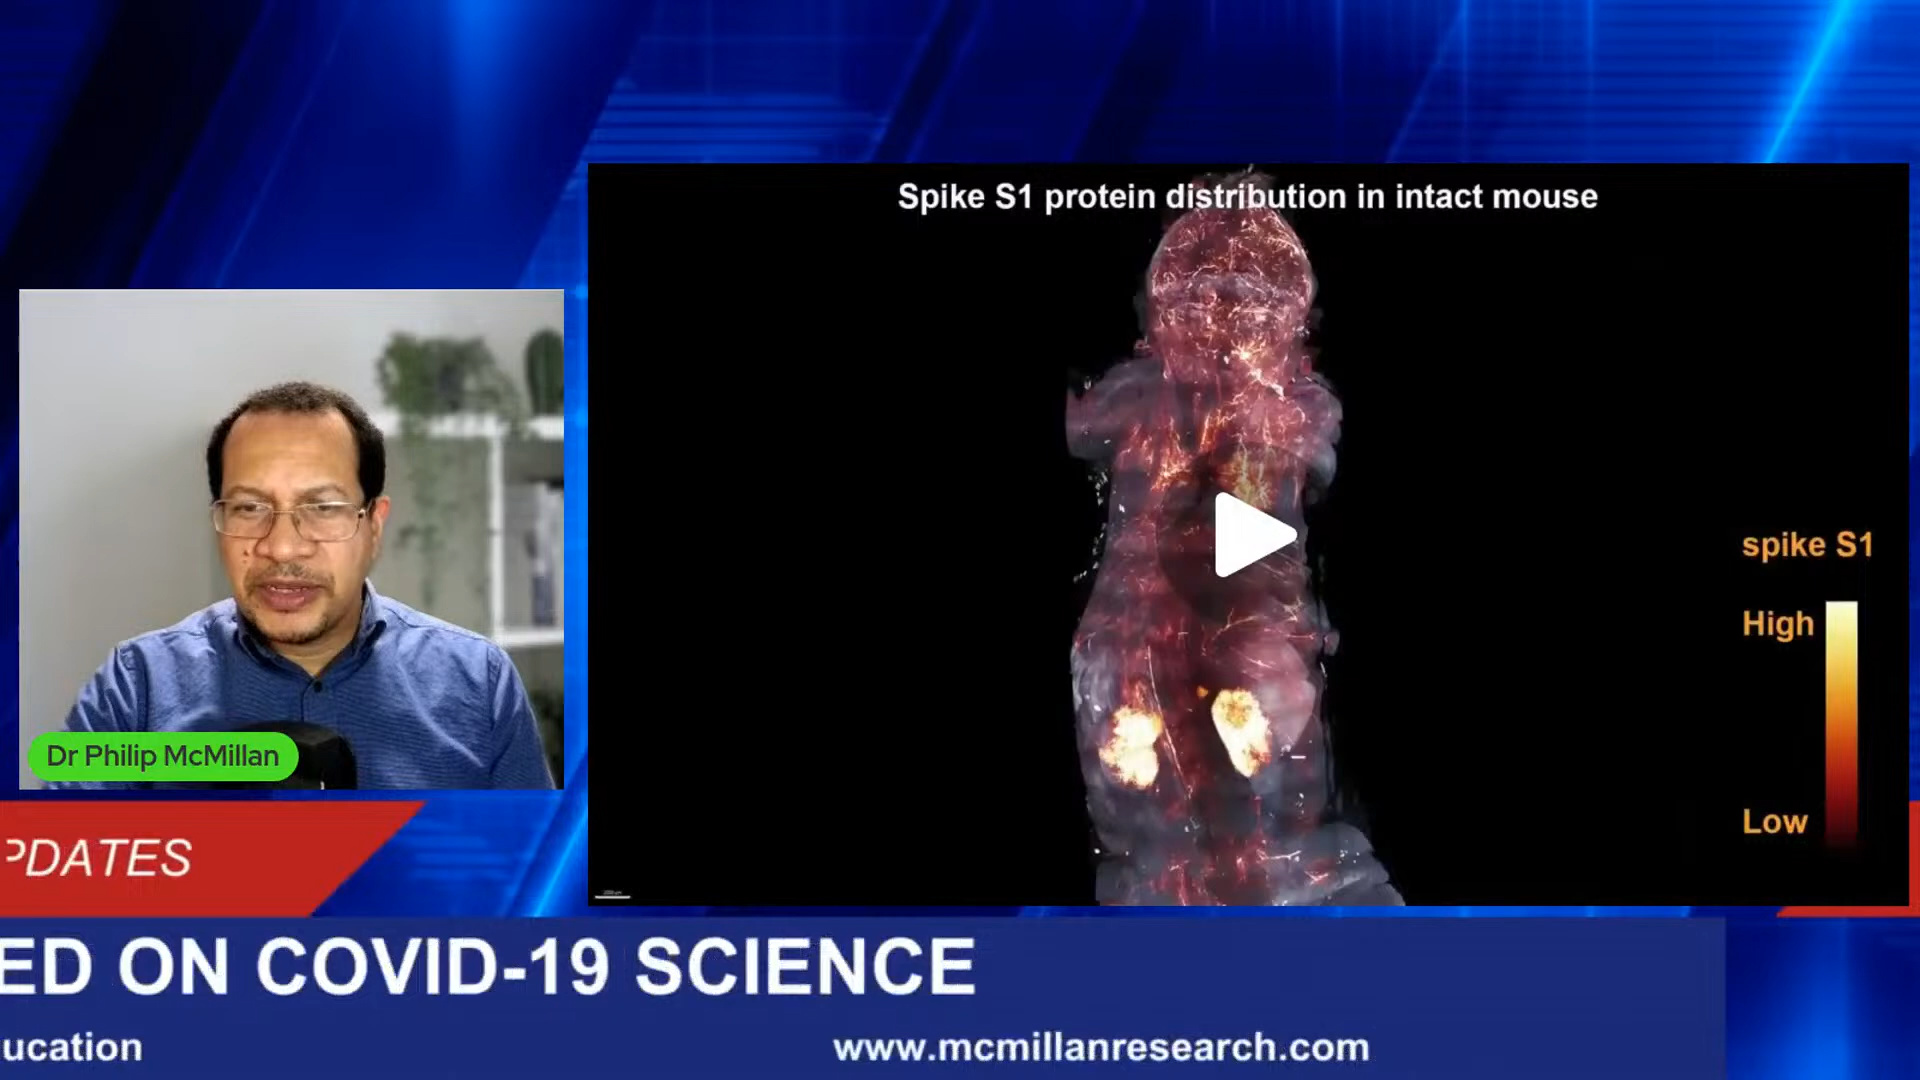 Spike S1 protein distribution in intact mouse
spike S1
High
Low
Dr Philip McMillan
PDATES
ED ON COVID-19 SCIENCE
ucation
www.mcmillanresearch.com